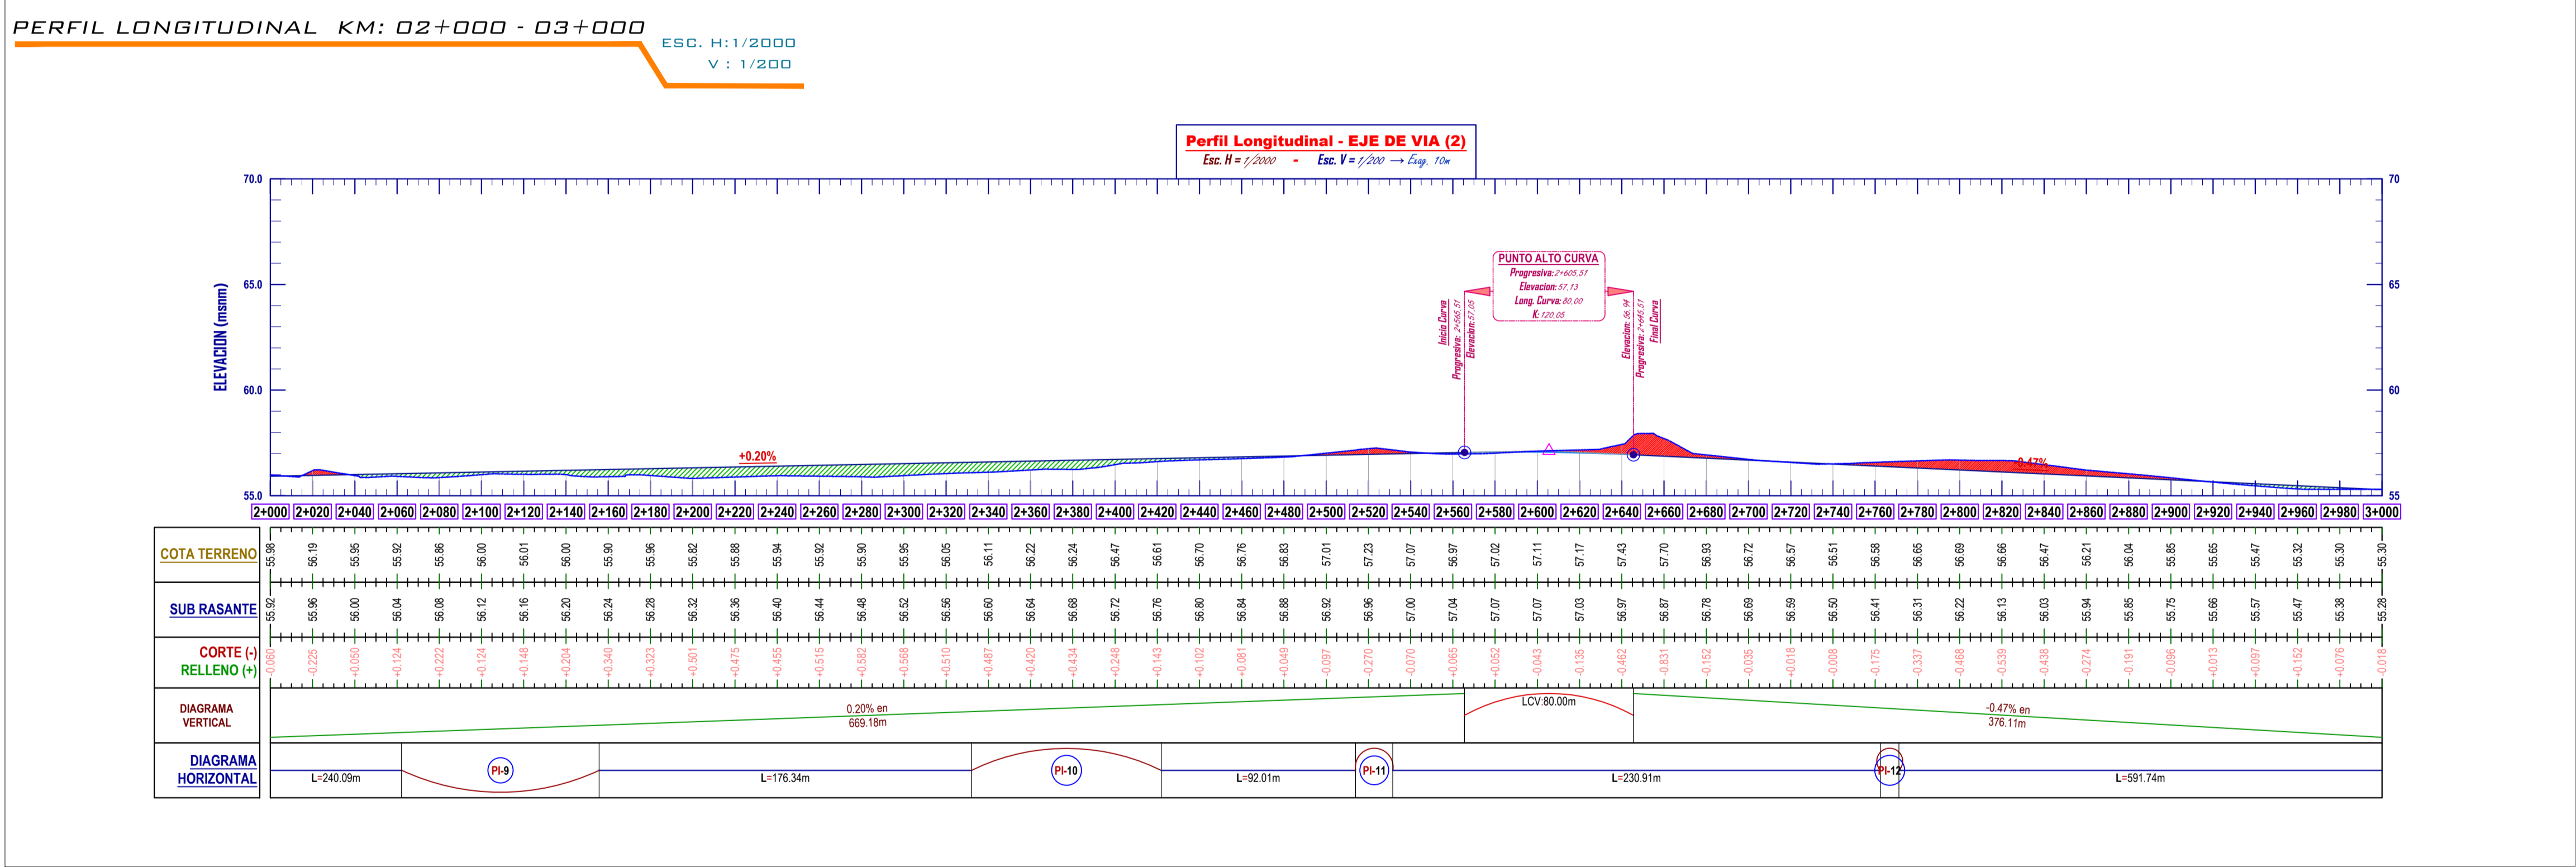 PERFIL LONGITUDINAL KM: 02+000 - 03+000
ESC. H:1/2000
V : 1/200
Perfil Longitudinal - EJE DE VIA (2)
Esc. H = 1/2000 - Esc. V = 1/200 → Exag. 10m
70.0
65.0
60.0
55.0
ELEVACION (msnm)
70
65
60
55
PUNTO ALTO CURVA
Progresiva: 2+605.51
Elevacion: 57.13
Long. Curva: 80.00
K: 120.05
Inicio Curva
Progresiva: 2+565.51
Elevacion: 57.05
Elevacion: 56.94
Progresiva: 2+645.51
Final Curva
+0.20%
-0.47%
2+000 2+020 2+040 2+060 2+080 2+100 2+120 2+140 2+160 2+180 2+200 2+220 2+240 2+260 2+280 2+300 2+320 2+340 2+360 2+380 2+400 2+420 2+440 2+460 2+480 2+500 2+520 2+540 2+560 2+580 2+600 2+620 2+640 2+660 2+680 2+700 2+720 2+740 2+760 2+780 2+800 2+820 2+840 2+860 2+880 2+900 2+920 2+940 2+960 2+980 3+000
COTA TERRENO
55.98 56.19 55.95 55.92 55.86 56.00 56.01 56.00 55.90 55.96 55.82 55.88 55.94 55.92 55.90 55.95 56.05 56.11 56.22 56.24 56.47 56.61 56.70 56.76 56.83 57.01 57.23 57.07 56.97 57.02 57.11 57.17 57.43 57.70 56.93 56.72 56.57 56.51 56.58 56.65 56.69 56.66 56.47 56.21 56.04 55.85 55.65 55.47 55.32 55.30 55.30
SUB RASANTE
55.92 55.96 56.00 56.04 56.08 56.12 56.16 56.20 56.24 56.28 56.32 56.36 56.40 56.44 56.48 56.52 56.56 56.60 56.64 56.68 56.72 56.76 56.80 56.84 56.88 56.92 56.96 57.00 57.04 57.07 57.07 57.03 56.97 56.87 56.78 56.69 56.59 56.50 56.41 56.31 56.22 56.13 56.03 55.94 55.85 55.75 55.66 55.57 55.47 55.38 55.28
CORTE (-)
RELLENO (+)
-0.060 -0.225 +0.050 +0.124 +0.222 +0.124 +0.148 +0.204 +0.340 +0.323 +0.501 +0.475 +0.455 +0.515 +0.582 +0.568 +0.510 +0.487 +0.420 +0.434 +0.248 +0.143 +0.102 +0.081 +0.049 -0.097 -0.270 -0.070 +0.065 +0.052 -0.043 -0.135 -0.462 -0.831 -0.152 -0.035 +0.018 -0.008 -0.175 -0.337 -0.468 -0.539 -0.438 -0.274 -0.191 -0.096 +0.013 +0.097 +0.152 +0.076 -0.018
DIAGRAMA
VERTICAL
0.20% en
669.18m
LCV:80.00m
-0.47% en
376.11m
DIAGRAMA
HORIZONTAL
L=240.09m
PI-9
L=176.34m
PI-10
L=92.01m
PI-11
L=230.91m
PI-12
L=591.74m